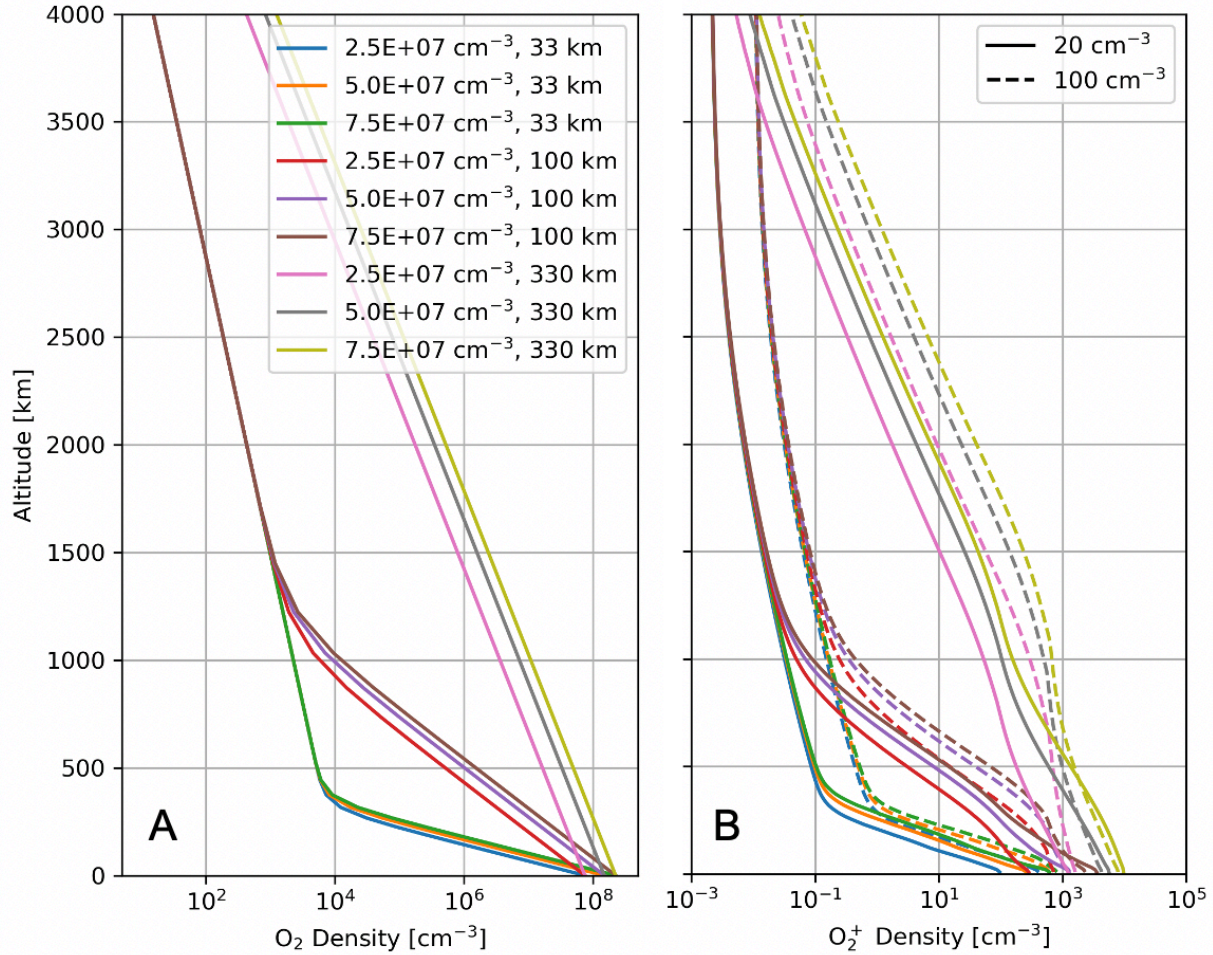 4000
3500
3000
2500
2000
1500
1000
500
0
Altitude [km]
2.5E+07 cm⁻³, 33 km
5.0E+07 cm⁻³, 33 km
7.5E+07 cm⁻³, 33 km
2.5E+07 cm⁻³, 100 km
5.0E+07 cm⁻³, 100 km
7.5E+07 cm⁻³, 100 km
2.5E+07 cm⁻³, 330 km
5.0E+07 cm⁻³, 330 km
7.5E+07 cm⁻³, 330 km
A
10² 10⁴ 10⁶ 10⁸
O₂ Density [cm⁻³]
20 cm⁻³
100 cm⁻³
B
10⁻³ 10⁻¹ 10¹ 10³ 10⁵
O₂⁺ Density [cm⁻³]